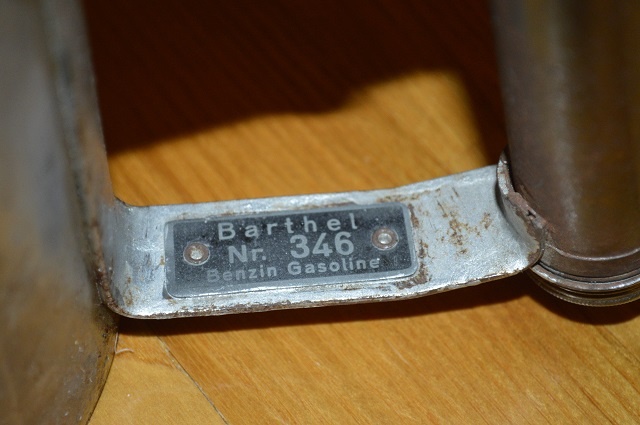 Barthel
Nr. 346
Benzin Gasoline